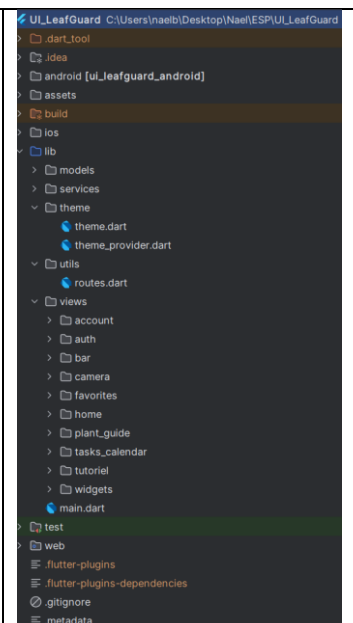 UI_LeafGuard C:\Users\naelb\Desktop\Nael\ESP\UI_LeafGuard
.dart_tool
.idea
android [ui_leafguard_android]
assets
build
ios
lib
models
services
theme
theme.dart
theme_provider.dart
utils
routes.dart
views
account
auth
bar
camera
favorites
home
plant_guide
tasks_calendar
tutoriel
widgets
main.dart
test
web
.flutter-plugins
.flutter-plugins-dependencies
.gitignore
.metadata